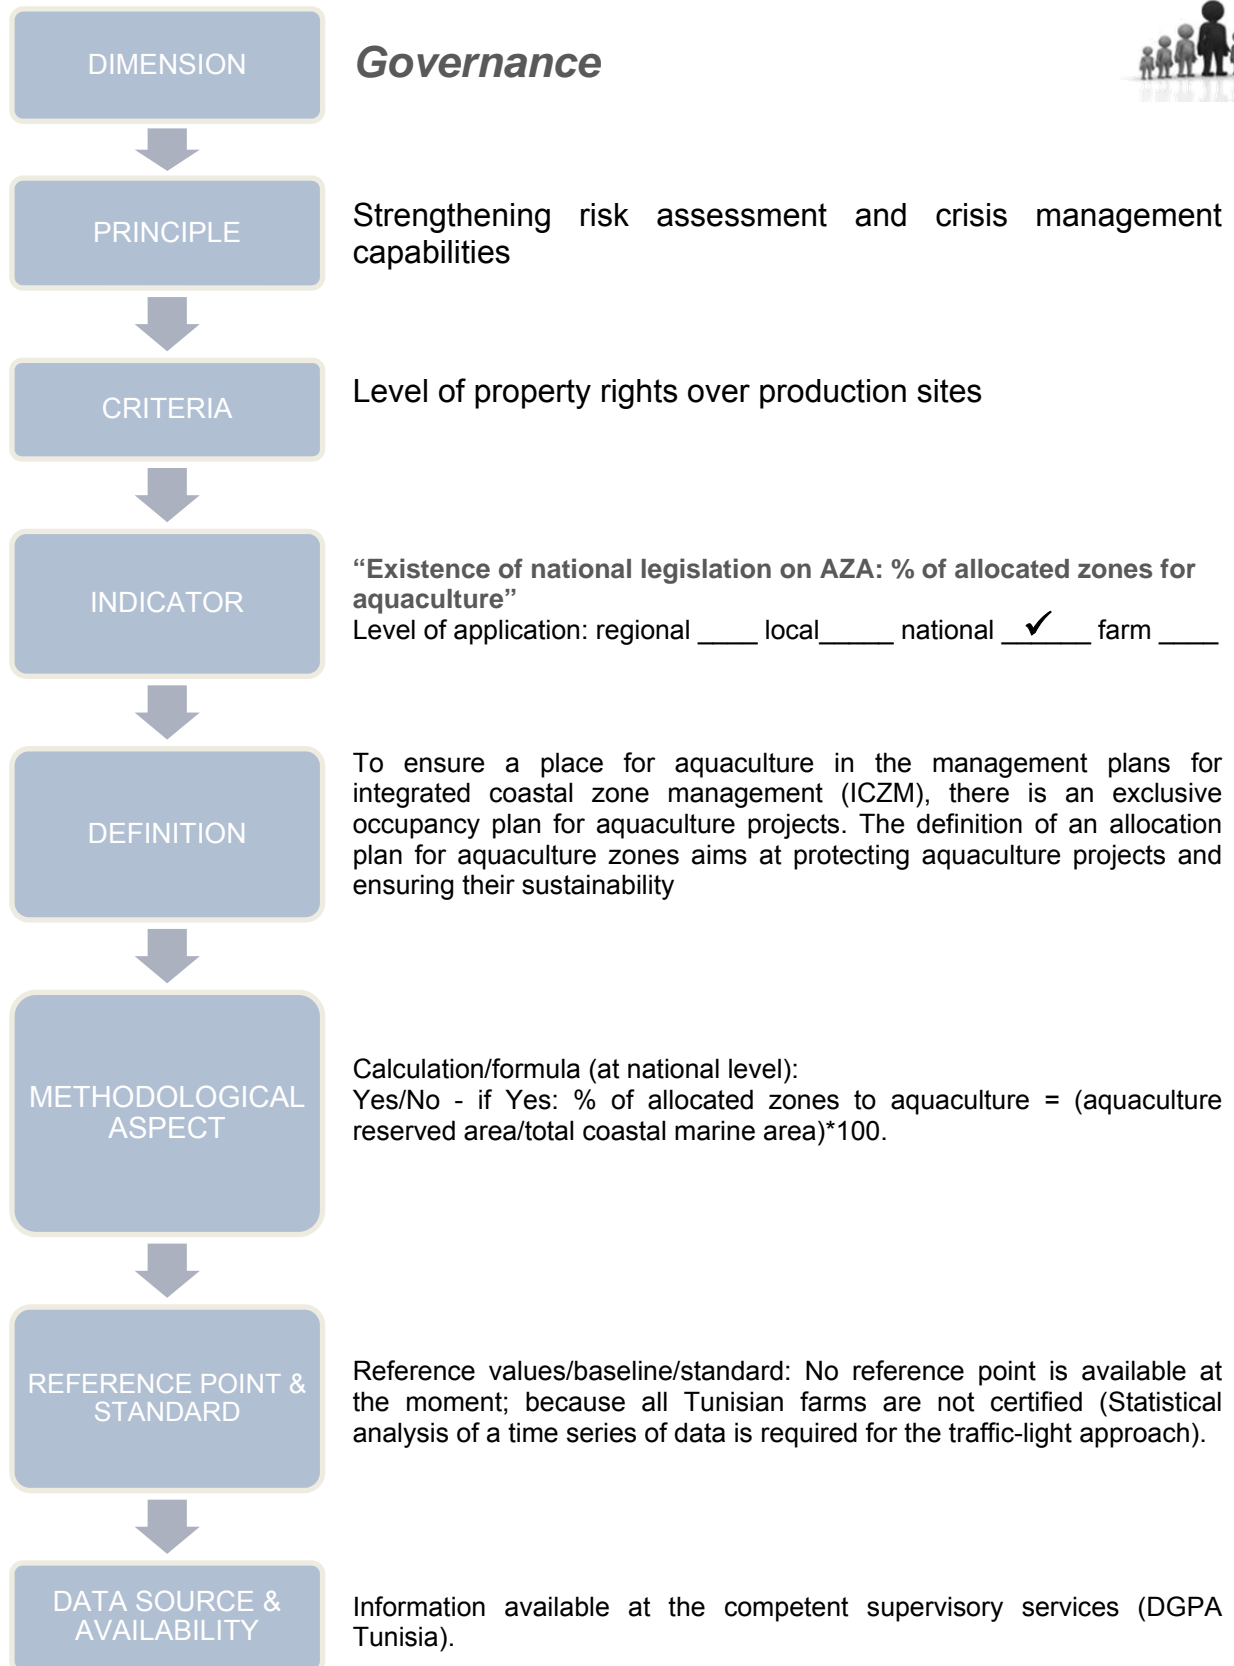 DIMENSION
Governance
PRINCIPLE
Strengthening risk assessment and crisis management
capabilities
CRITERIA
Level of property rights over production sites
INDICATOR
“Existence of national legislation on AZA: % of allocated zones for
aquaculture”
Level of application: regional ____ local_____ national ___✓___ farm ____
DEFINITION
To ensure a place for aquaculture in the management plans for
integrated coastal zone management (ICZM), there is an exclusive
occupancy plan for aquaculture projects. The definition of an allocation
plan for aquaculture zones aims at protecting aquaculture projects and
ensuring their sustainability
METHODOLOGICAL
ASPECT
Calculation/formula (at national level):
Yes/No - if Yes: % of allocated zones to aquaculture = (aquaculture
reserved area/total coastal marine area)*100.
REFERENCE POINT &
STANDARD
Reference values/baseline/standard: No reference point is available at
the moment; because all Tunisian farms are not certified (Statistical
analysis of a time series of data is required for the traffic-light approach).
DATA SOURCE &
AVAILABILITY
Information available at the competent supervisory services (DGPA
Tunisia).